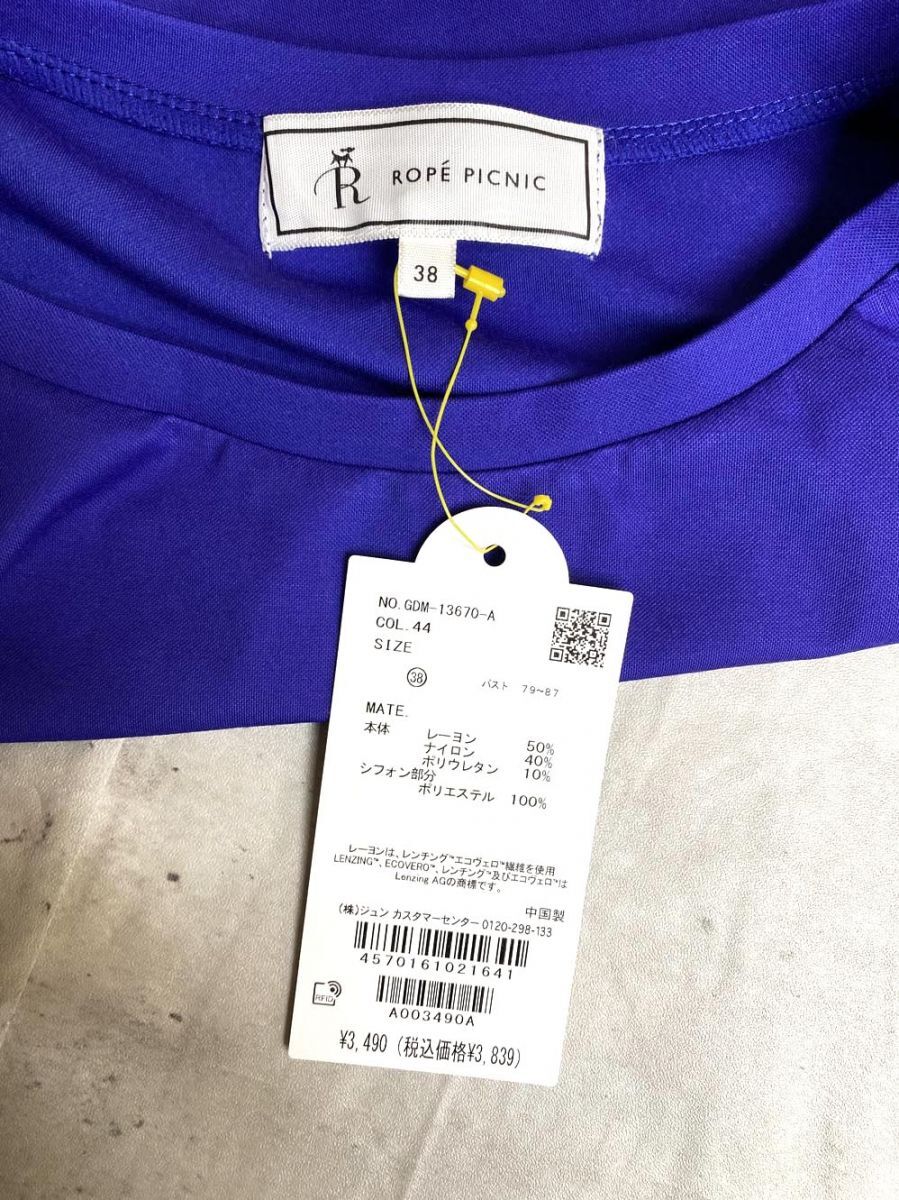 R ROPÉ PICNIC
38
NO.GDM-13670-A
COL.44
SIZE
38 バスト 79~87
MATE.
本体 レーヨン 50%
ナイロン 40%
ポリウレタン 10%
シフォン部分
ポリエステル 100%
レーヨンは、レンチング™エコヴェロ™繊維を使用
LENZING™、ECOVERO™、レンチング™及びエコヴェロ™は
Lenzing AGの商標です。
中国製
(株)ジュン カスタマーセンター 0120-298-133
4570161021641
RFID
A003490A
¥3,490 (税込価格¥3,839)